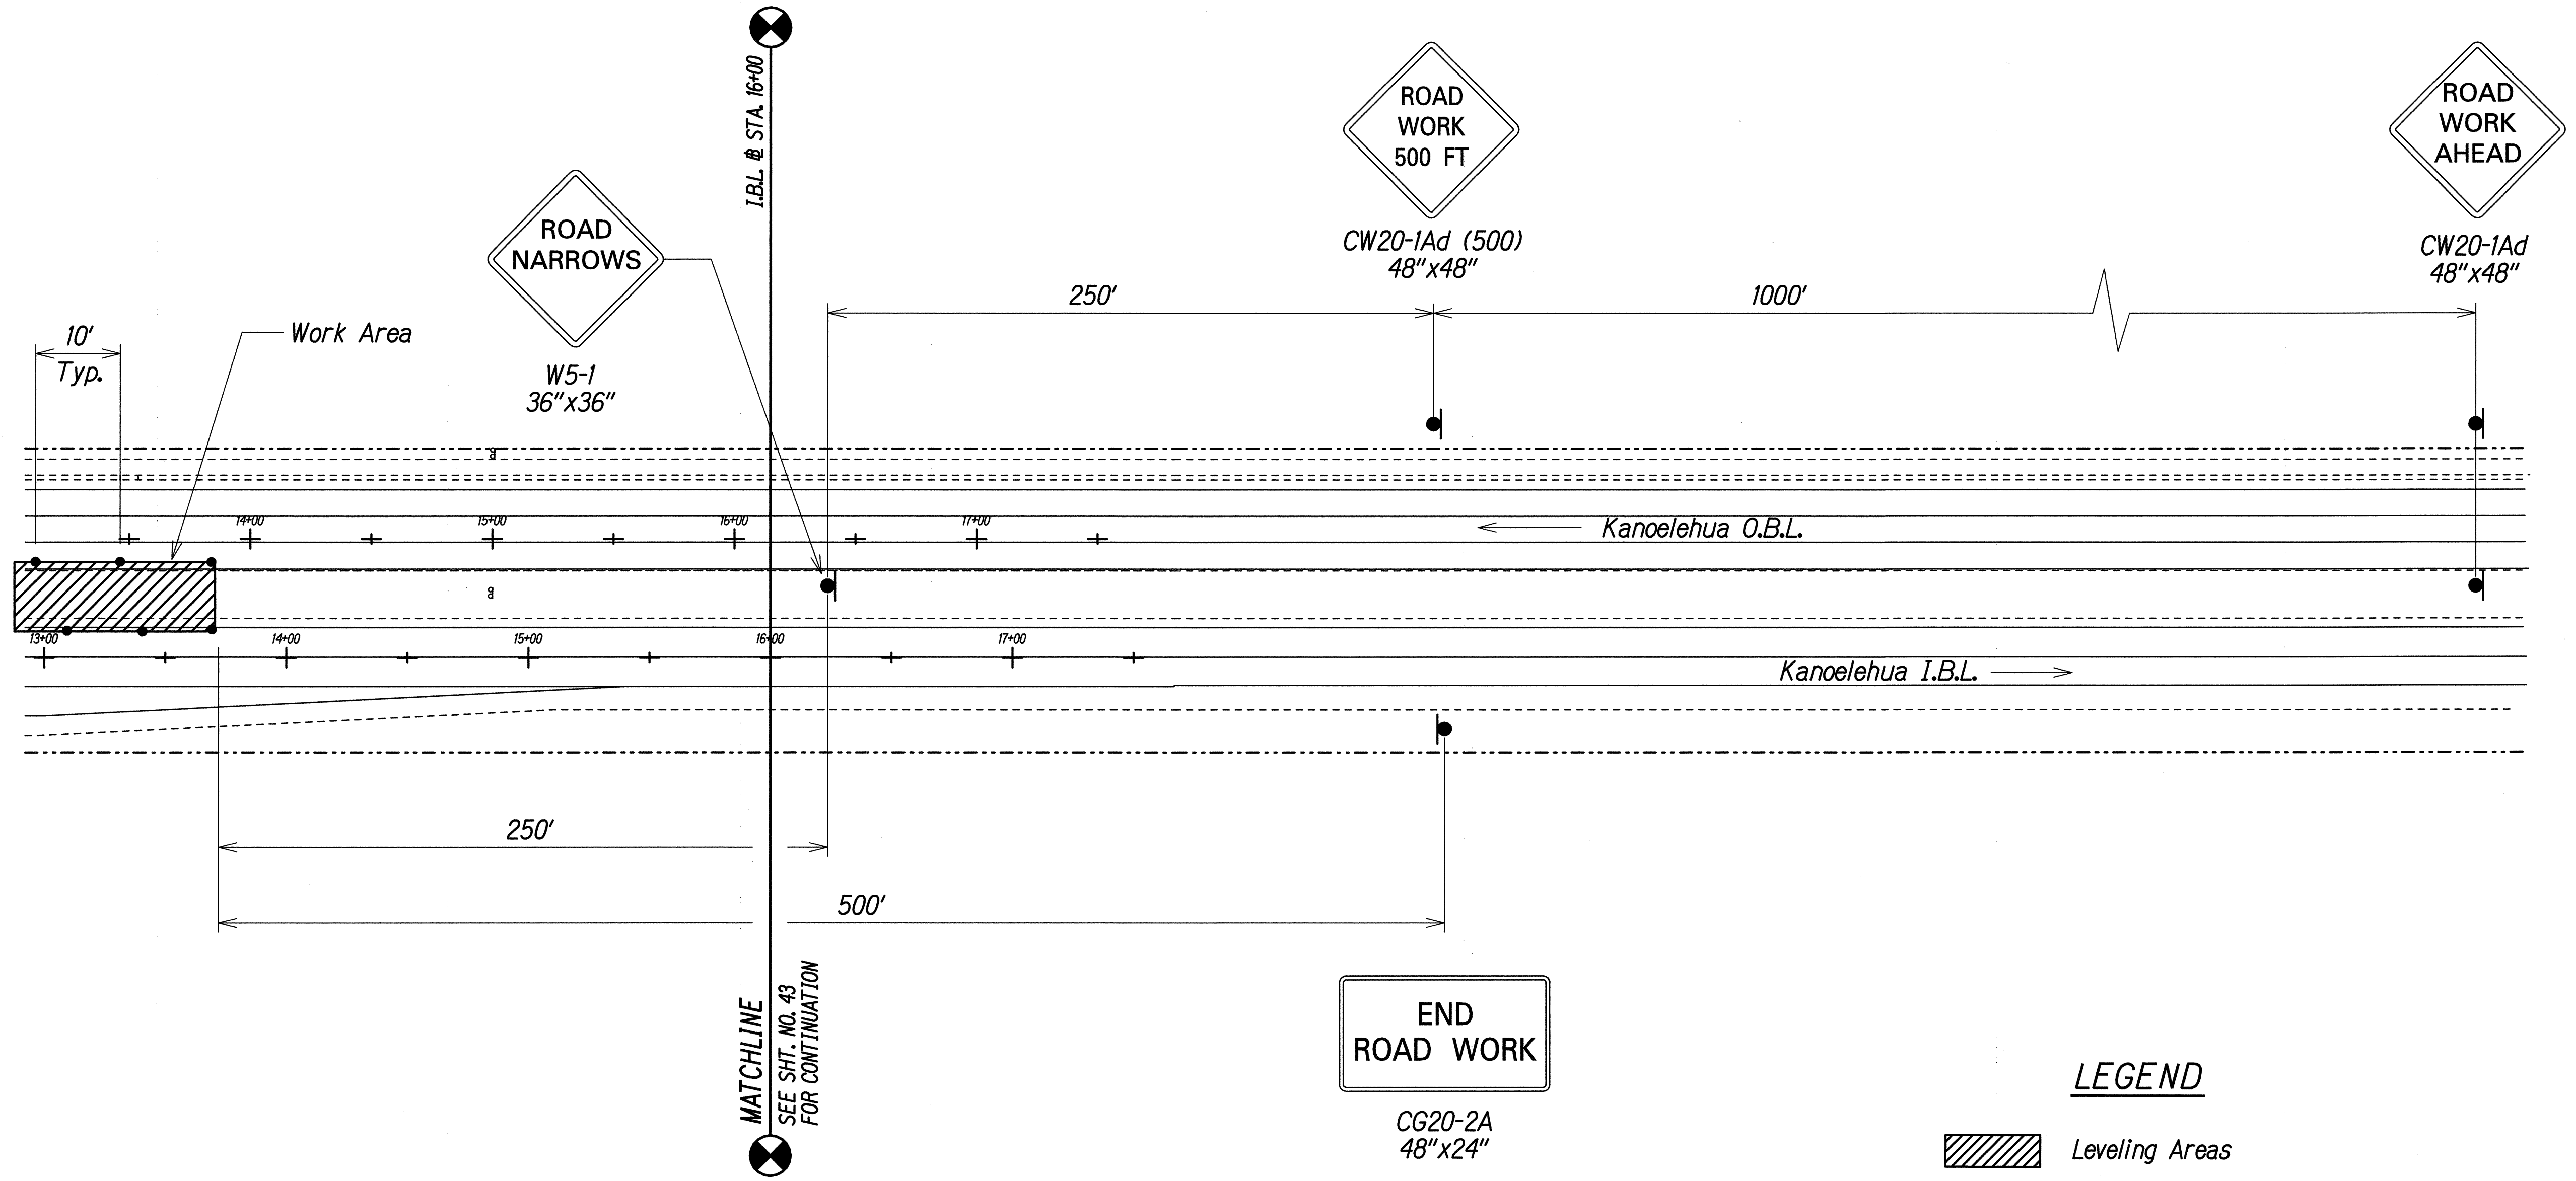 I.B.L. ℄ STA. 16+00
ROAD
WORK
500 FT
CW20-1Ad (500)
48"x48"
ROAD
WORK
AHEAD
CW20-1Ad
48"x48"
ROAD
NARROWS
W5-1
36"x36"
250'
1000'
10'
Typ.
Work Area
14+00
15+00
16+00
17+00
Kanoelehua O.B.L.
13+00
14+00
15+00
16+00
17+00
Kanoelehua I.B.L.
250'
500'
MATCHLINE
SEE SHT. NO. 43
FOR CONTINUATION
END
ROAD WORK
CG20-2A
48"x24"
LEGEND
Leveling Areas